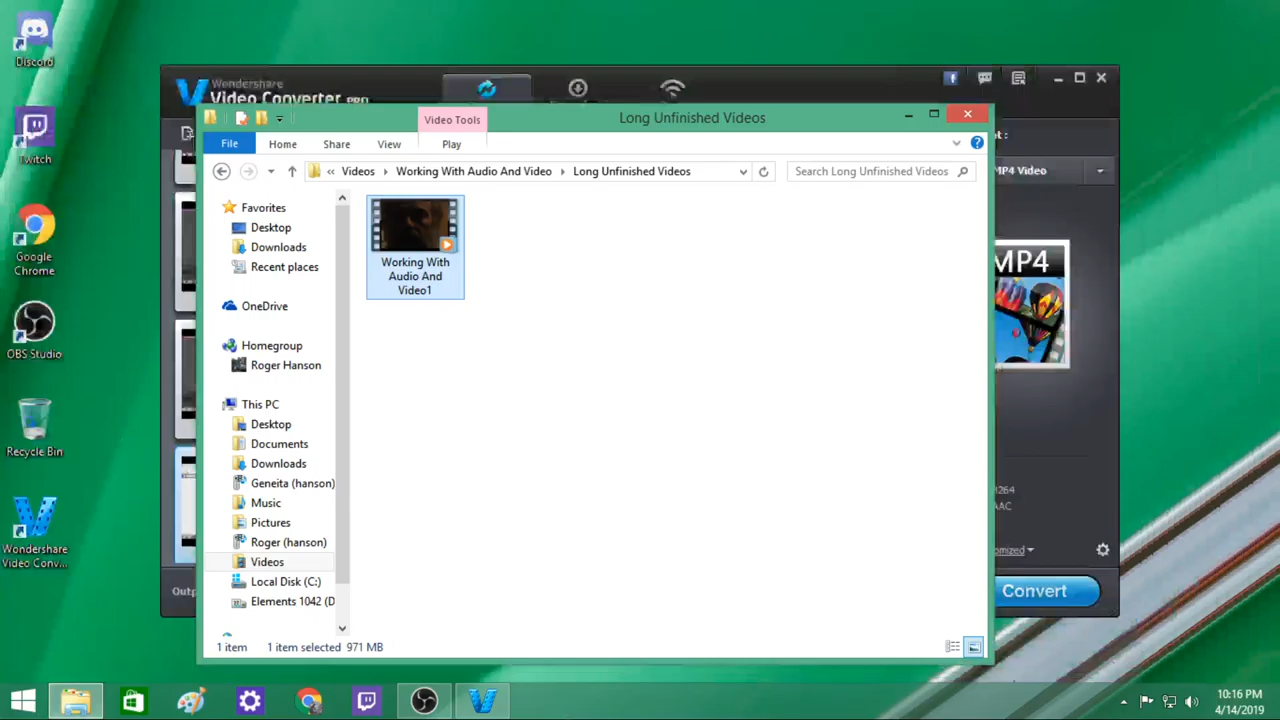 Discord
Twitch
Google
Chrome
OBS Studio
Recycle Bin
Wondershare
Video Conv...
Wondershare
Video Converter PRO
Video Tools
Long Unfinished Videos
File
Home
Share
View
Play
Videos
Working With Audio And Video
Long Unfinished Videos
Search Long Unfinished Videos
Favorites
Desktop
Downloads
Recent places
OneDrive
Homegroup
Roger Hanson
This PC
Desktop
Documents
Downloads
Geneita (hanson)
Music
Pictures
Roger (hanson)
Videos
Local Disk (C:)
Elements 1042 (D
Working With
Audio And
Video1
1 item
1 item selected 971 MB
MP4 Video
MP4
H264
AAC
Convert
10:16 PM
4/14/2019